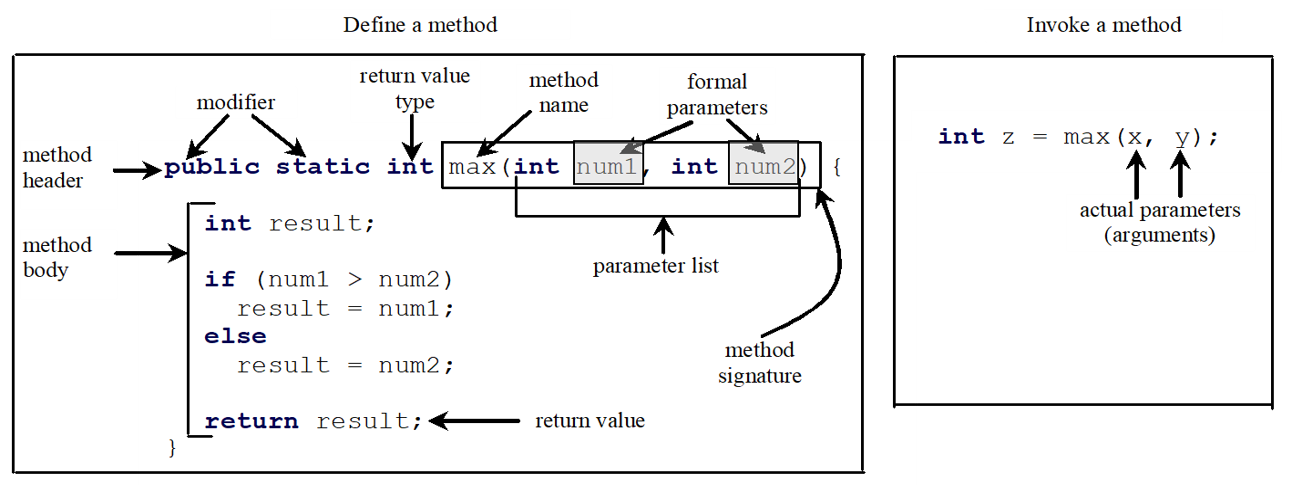 Define a method
Invoke a method
return value
type
method
name
formal
parameters
modifier
method
header
public static int max(int num1, int num2) {
method
body
int result;
if (num1 > num2)
result = num1;
else
result = num2;
return result;
}
parameter list
method
signature
return value
int z = max(x, y);
actual parameters
(arguments)